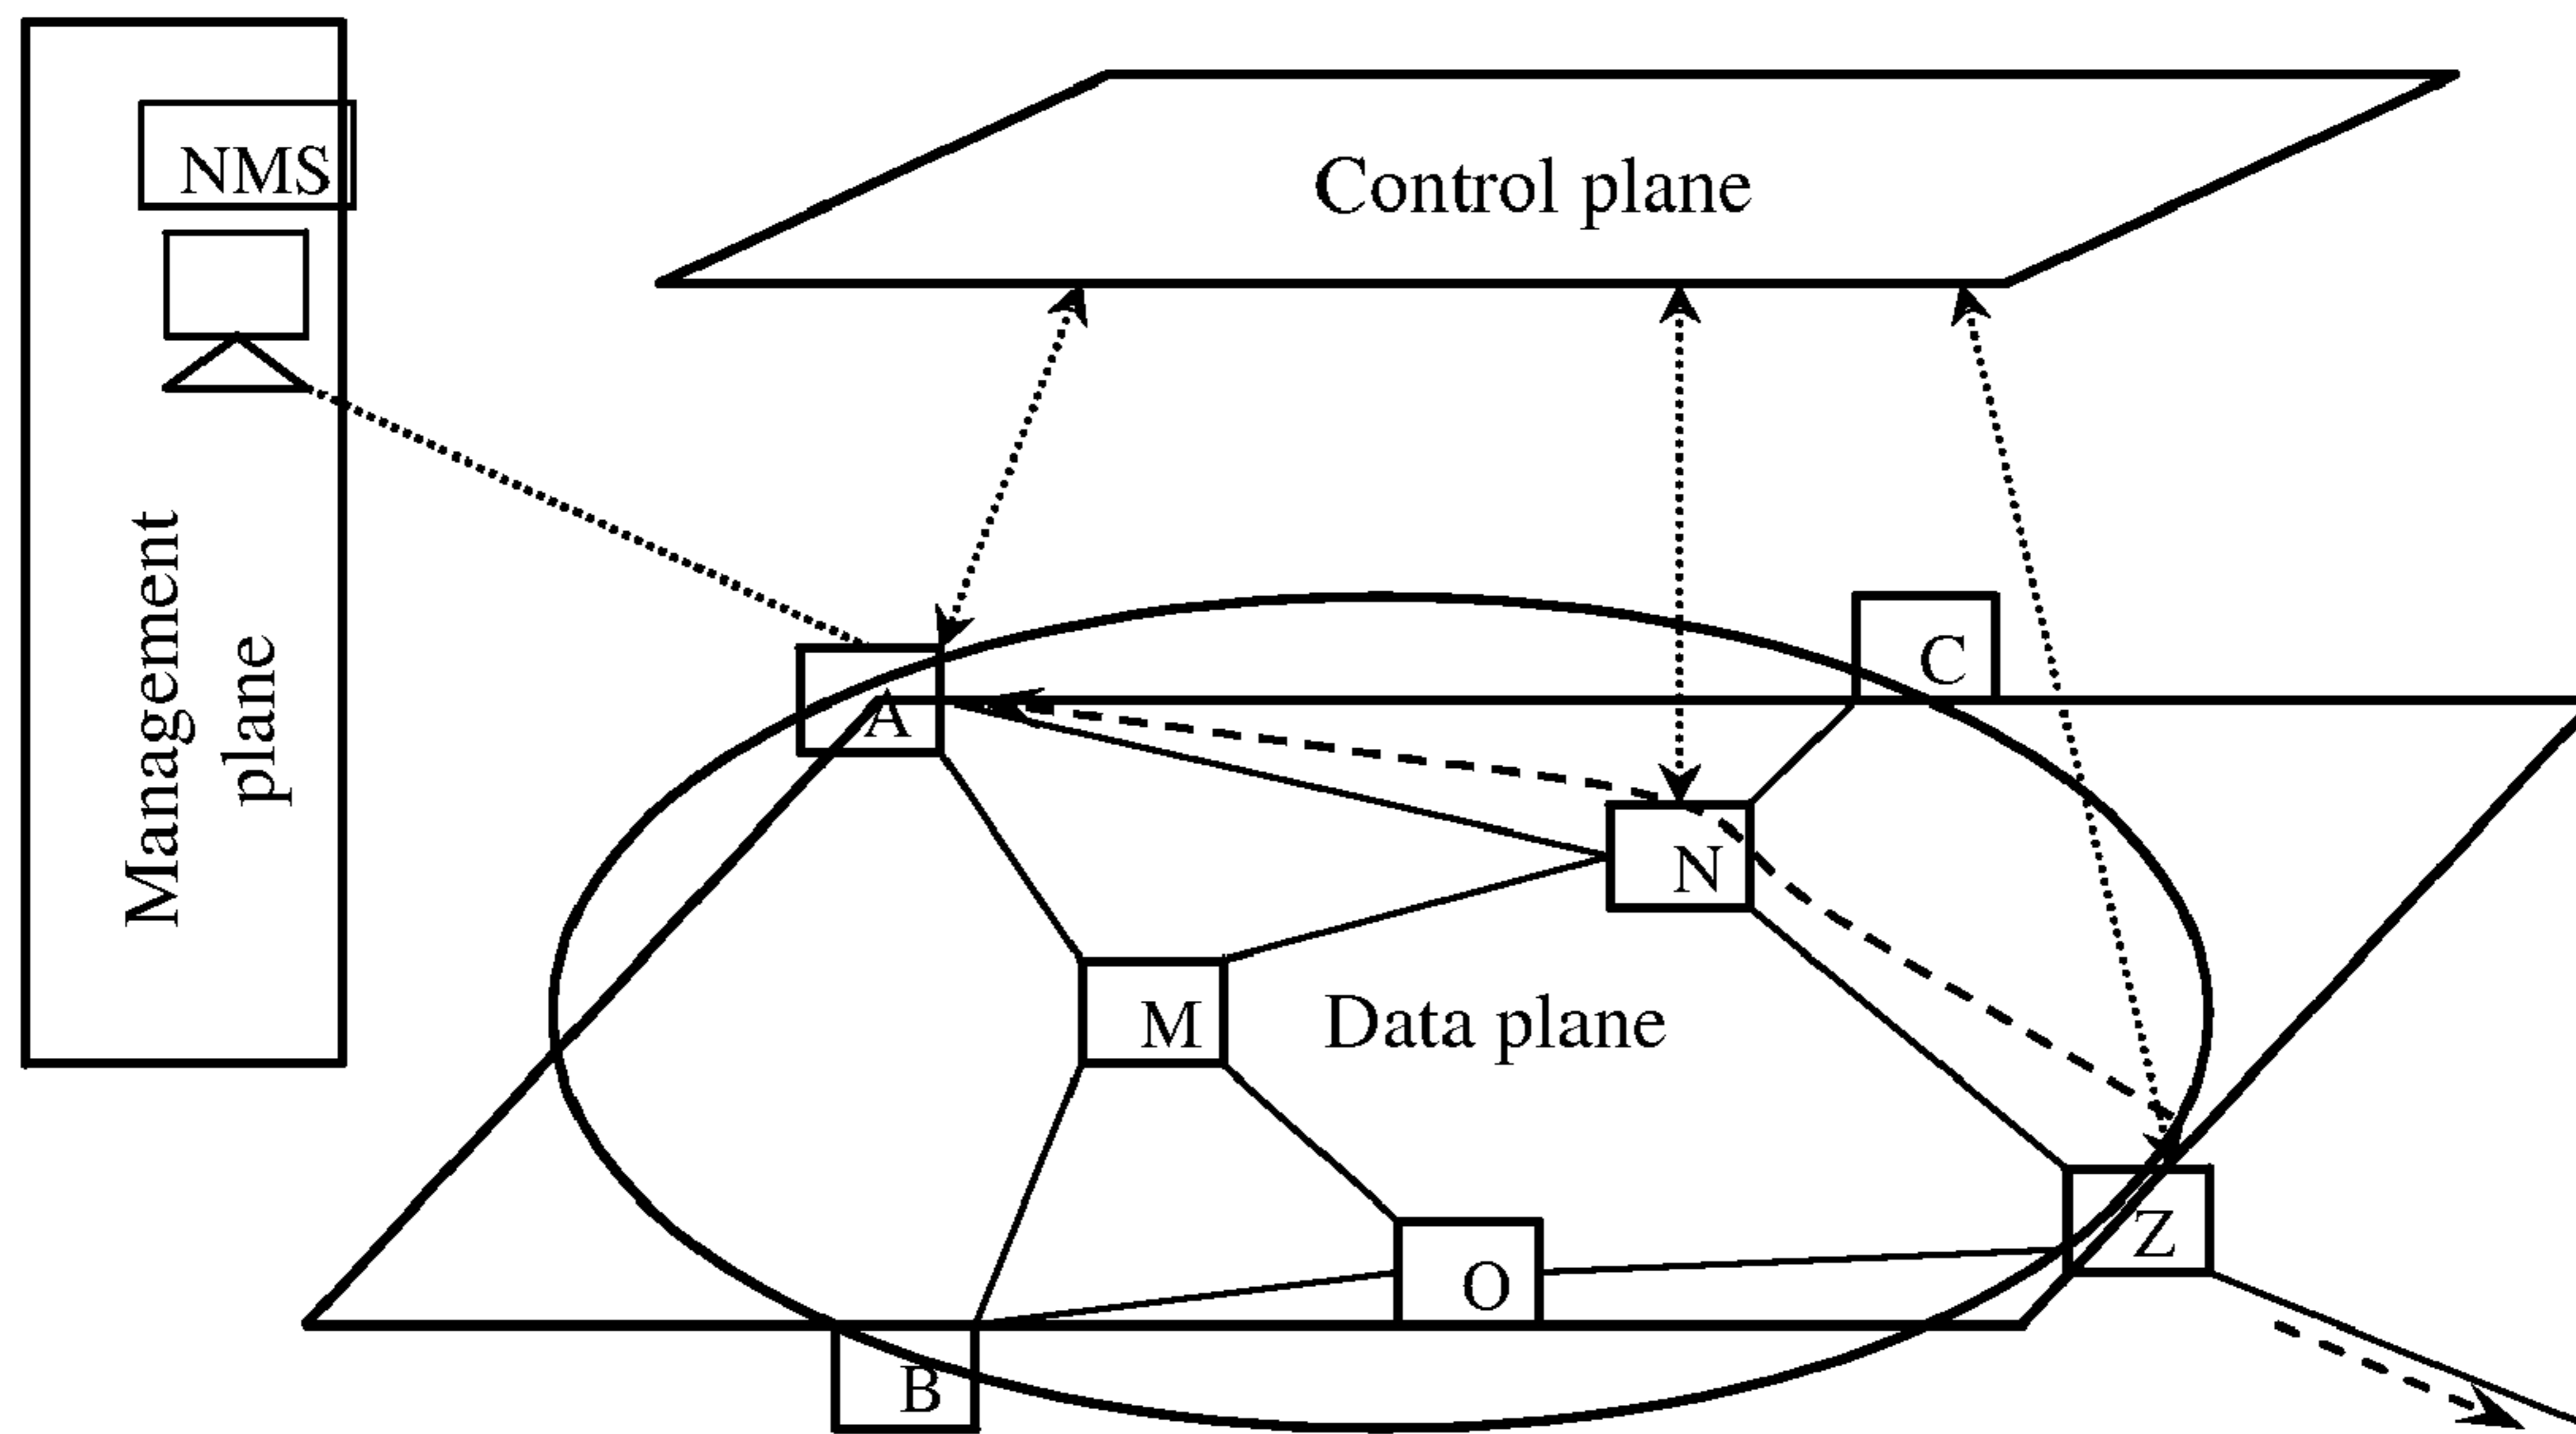 NMS
Management
plane
Control plane
C
A
N
M
Data plane
Z
O
B